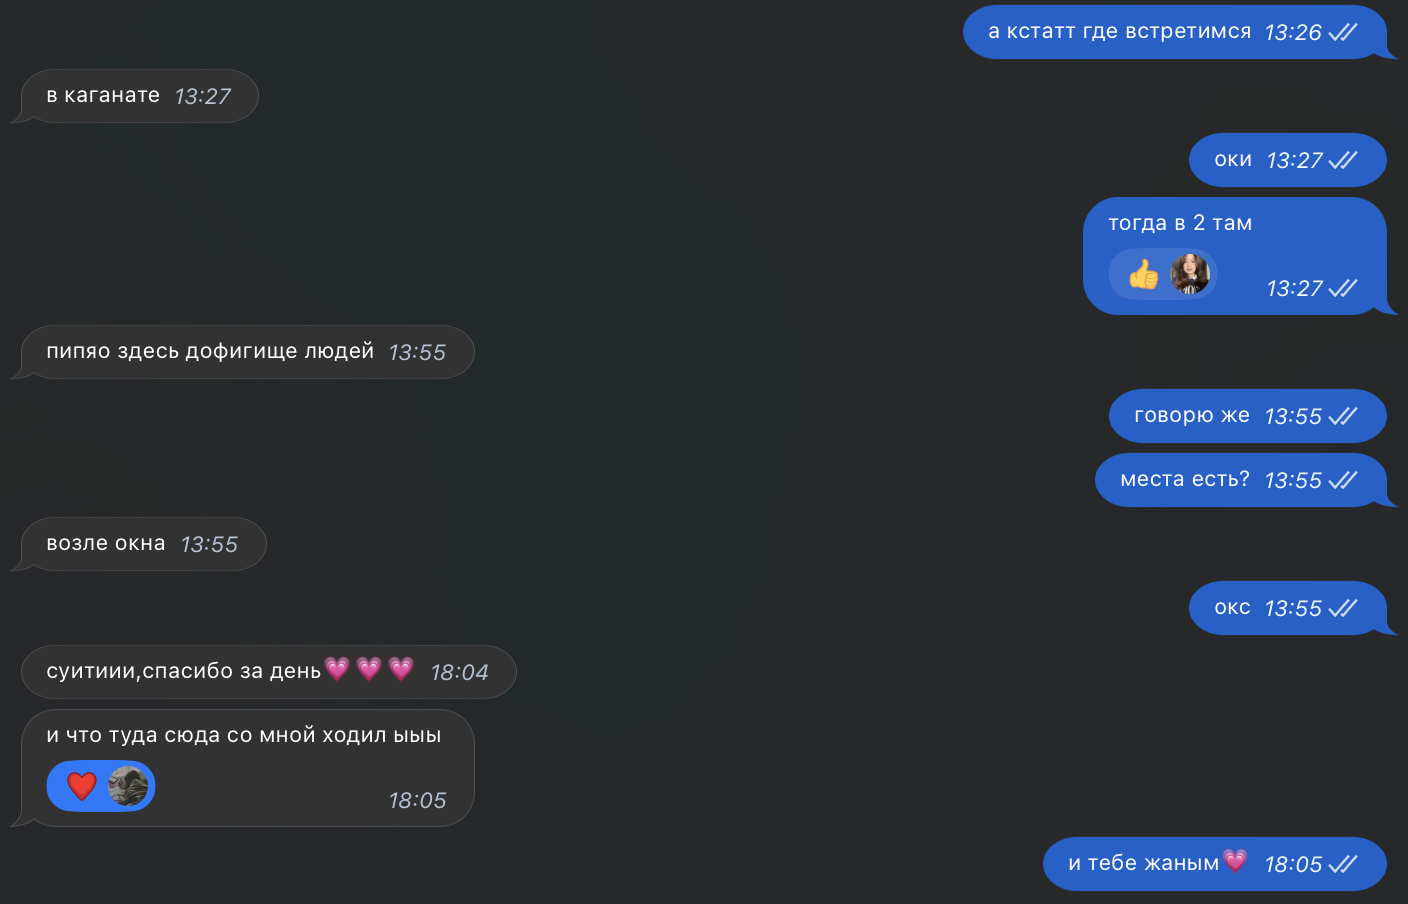 а кстатт где встретимся 13:26
в каганате 13:27
оки 13:27
тогда в 2 там
👍 13:27
пипяо здесь дофигище людей 13:55
говорю же 13:55
места есть? 13:55
возле окна 13:55
окс 13:55
суитиии,спасибо за день💗💗💗 18:04
и что туда сюда со мной ходил ыыы
❤️ 18:05
и тебе жаным💗 18:05